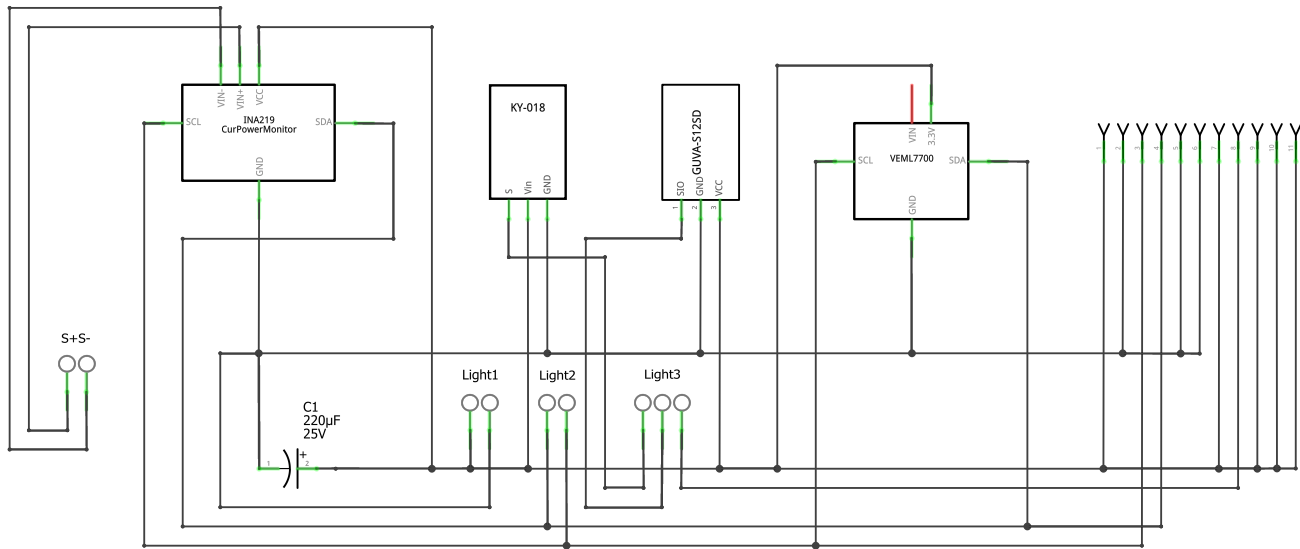 VIN-
VIN+
VCC
SCL
INA219
CurPowerMonitor
SDA
GND
KY-018
S
Vin
GND
GUVA-S12SD
SIO
GND
VCC
1
2
3
VIN
3.3V
SCL
VEML7700
SDA
GND
1
2
3
4
5
6
7
8
9
10
11
S+S-
Light1
Light2
Light3
C1
220µF
25V
1
+
2